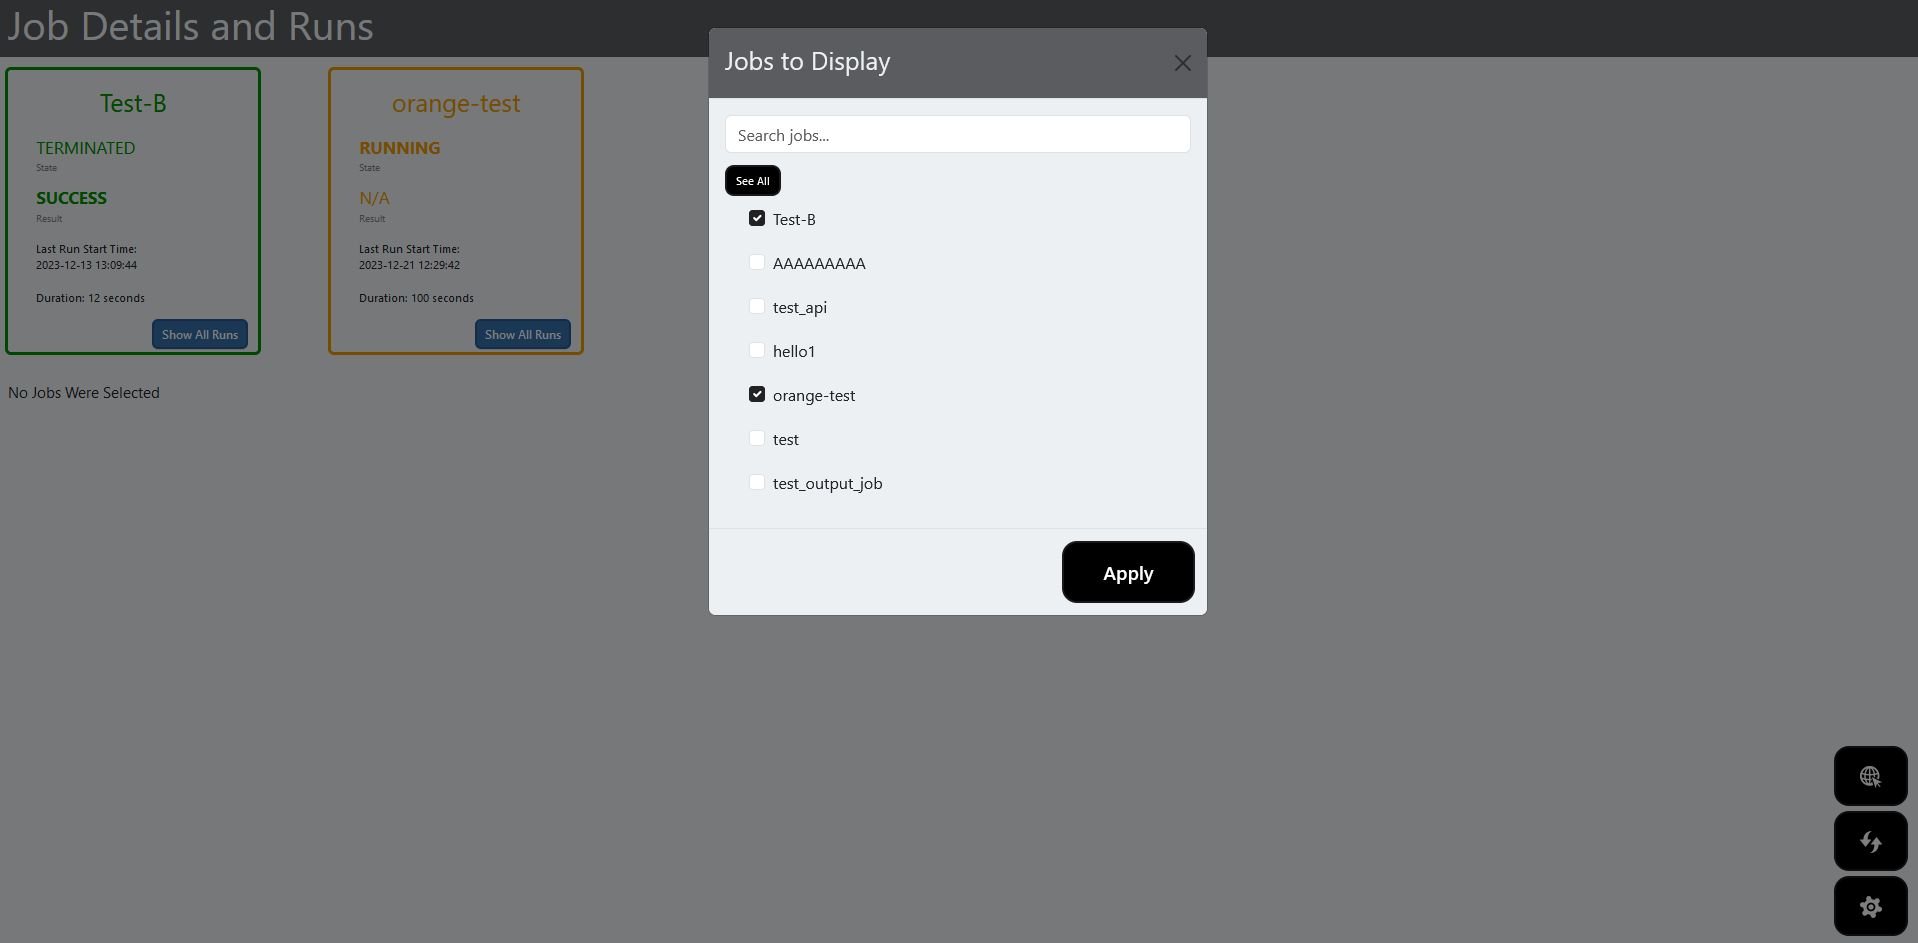 Job Details and Runs
Test-B
TERMINATED
State
SUCCESS
Result
Last Run Start Time:
2023-12-13 13:09:44
Duration: 12 seconds
Show All Runs
orange-test
RUNNING
State
N/A
Result
Last Run Start Time:
2023-12-21 12:29:42
Duration: 100 seconds
Show All Runs
No Jobs Were Selected
Jobs to Display
Search jobs...
See All
Test-B
AAAAAAAAA
test_api
hello1
orange-test
test
test_output_job
Apply